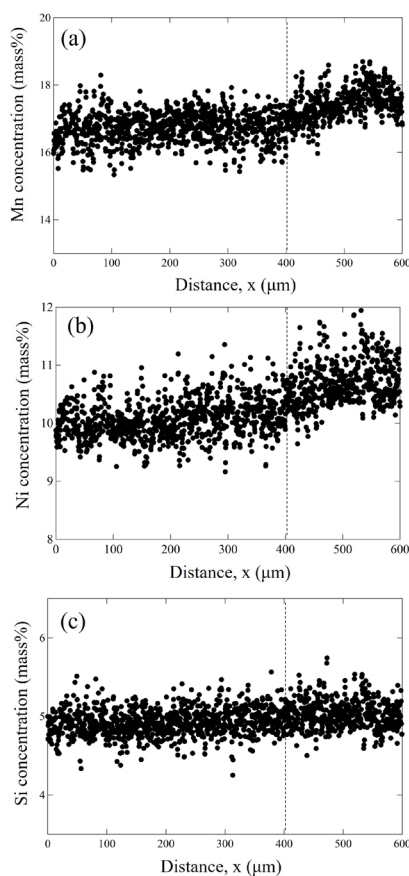 (a)
Mn concentration (mass%)
20
18
16
14
0 100 200 300 400 500 600
Distance, x (μm)
(b)
Ni concentration (mass%)
12
11
10
9
8
0 100 200 300 400 500 600
Distance, x (μm)
(c)
Si concentration (mass%)
6
5
4
0 100 200 300 400 500 600
Distance, x (μm)